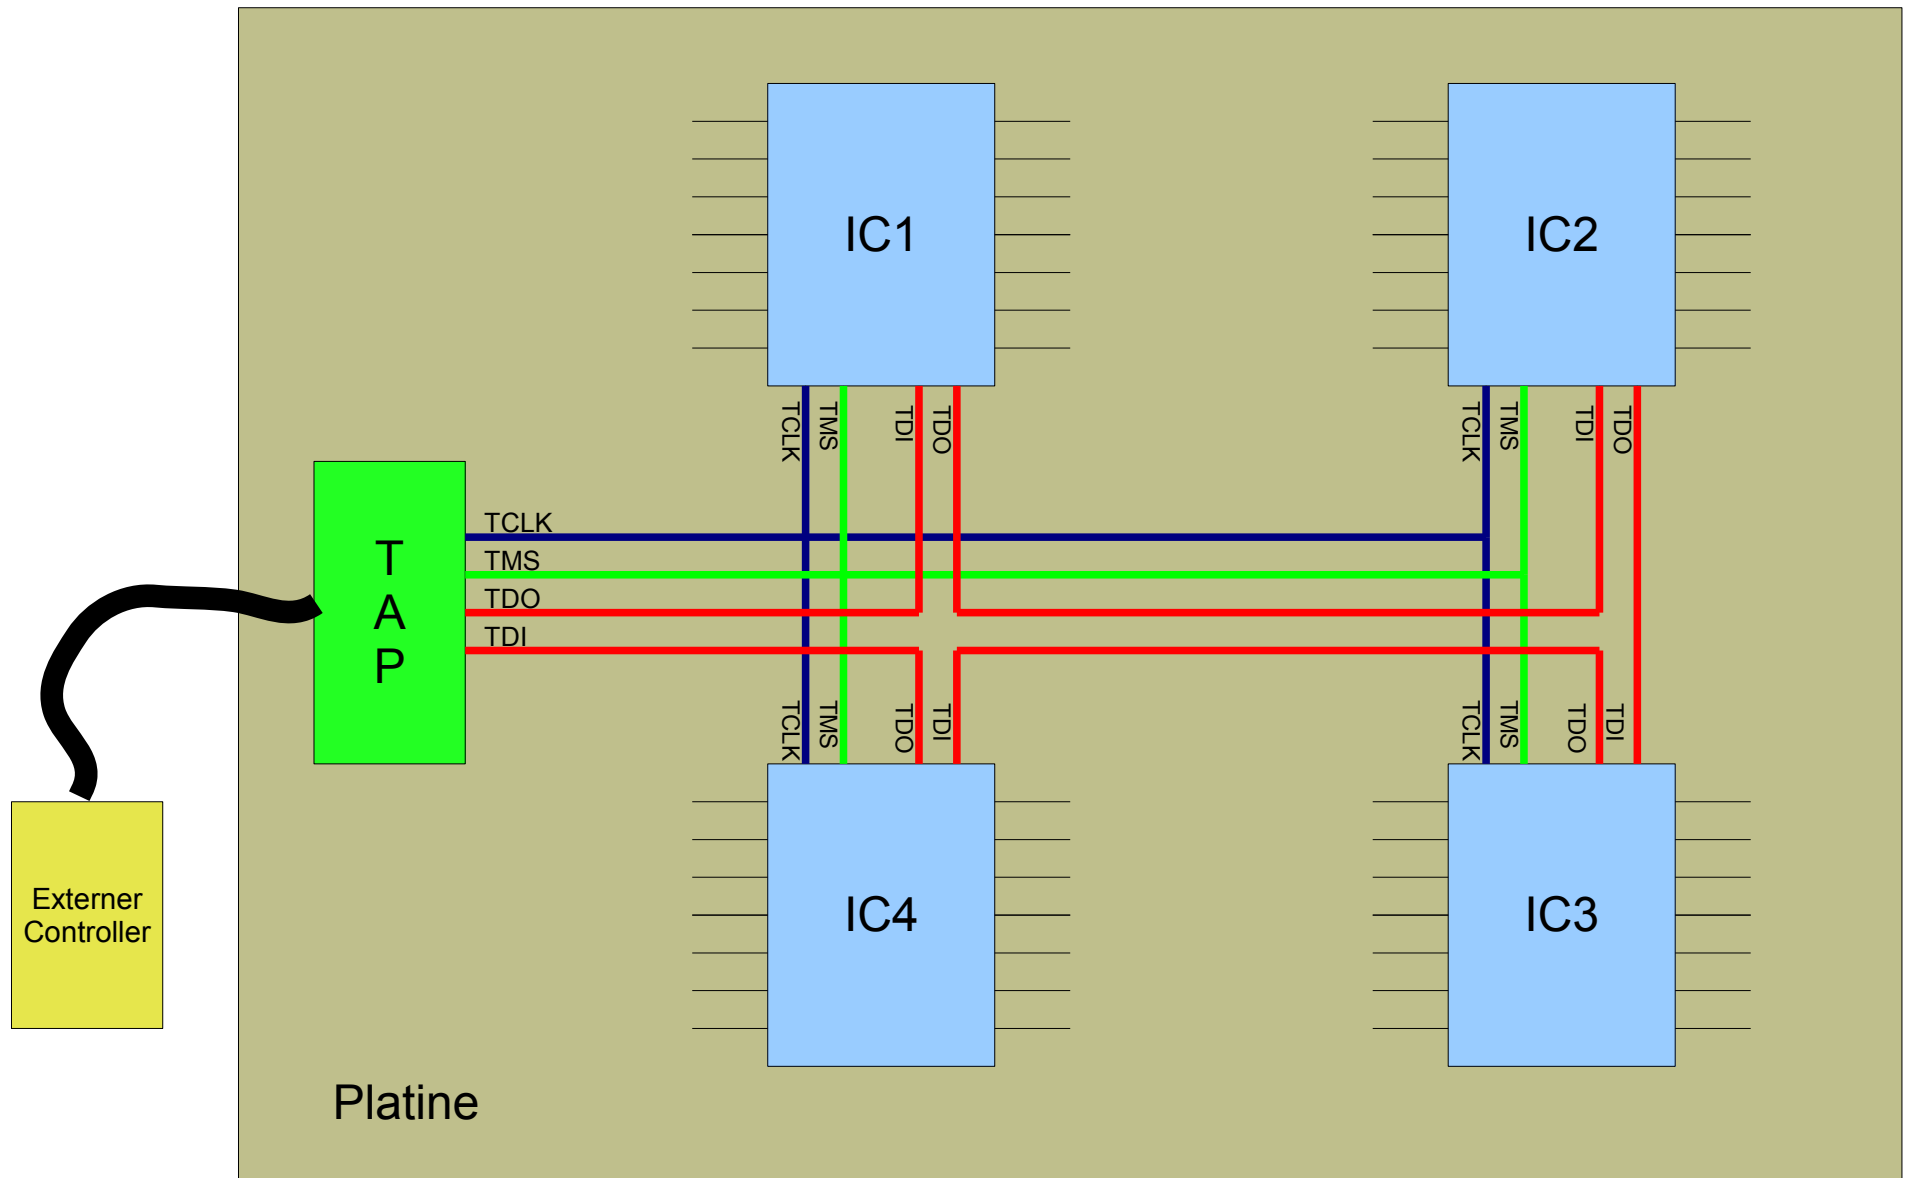 IC1
IC2
TCLK
TMS
TDI
TDO
TCLK
TMS
TDI
TDO
T
A
P
TCLK
TMS
TDO
TDI
TCLK
TMS
TDO
TDI
TCLK
TMS
TDO
TDI
Externer
Controller
IC4
IC3
Platine